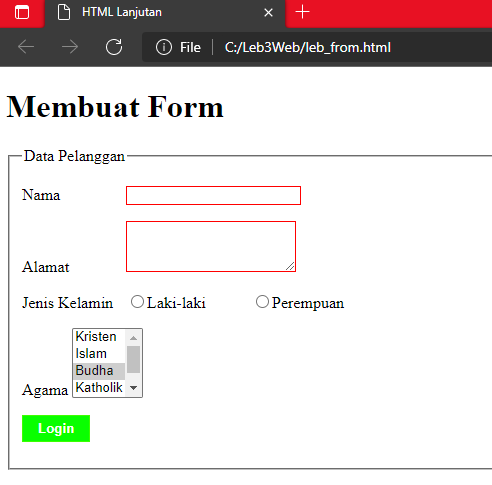 HTML Lanjutan
File
C:/Leb3Web/leb_from.html
Membuat Form
Data Pelanggan
Nama
Alamat
Jenis Kelamin Laki-laki Perempuan
Kristen
Islam
Budha
Katholik
Agama
Login